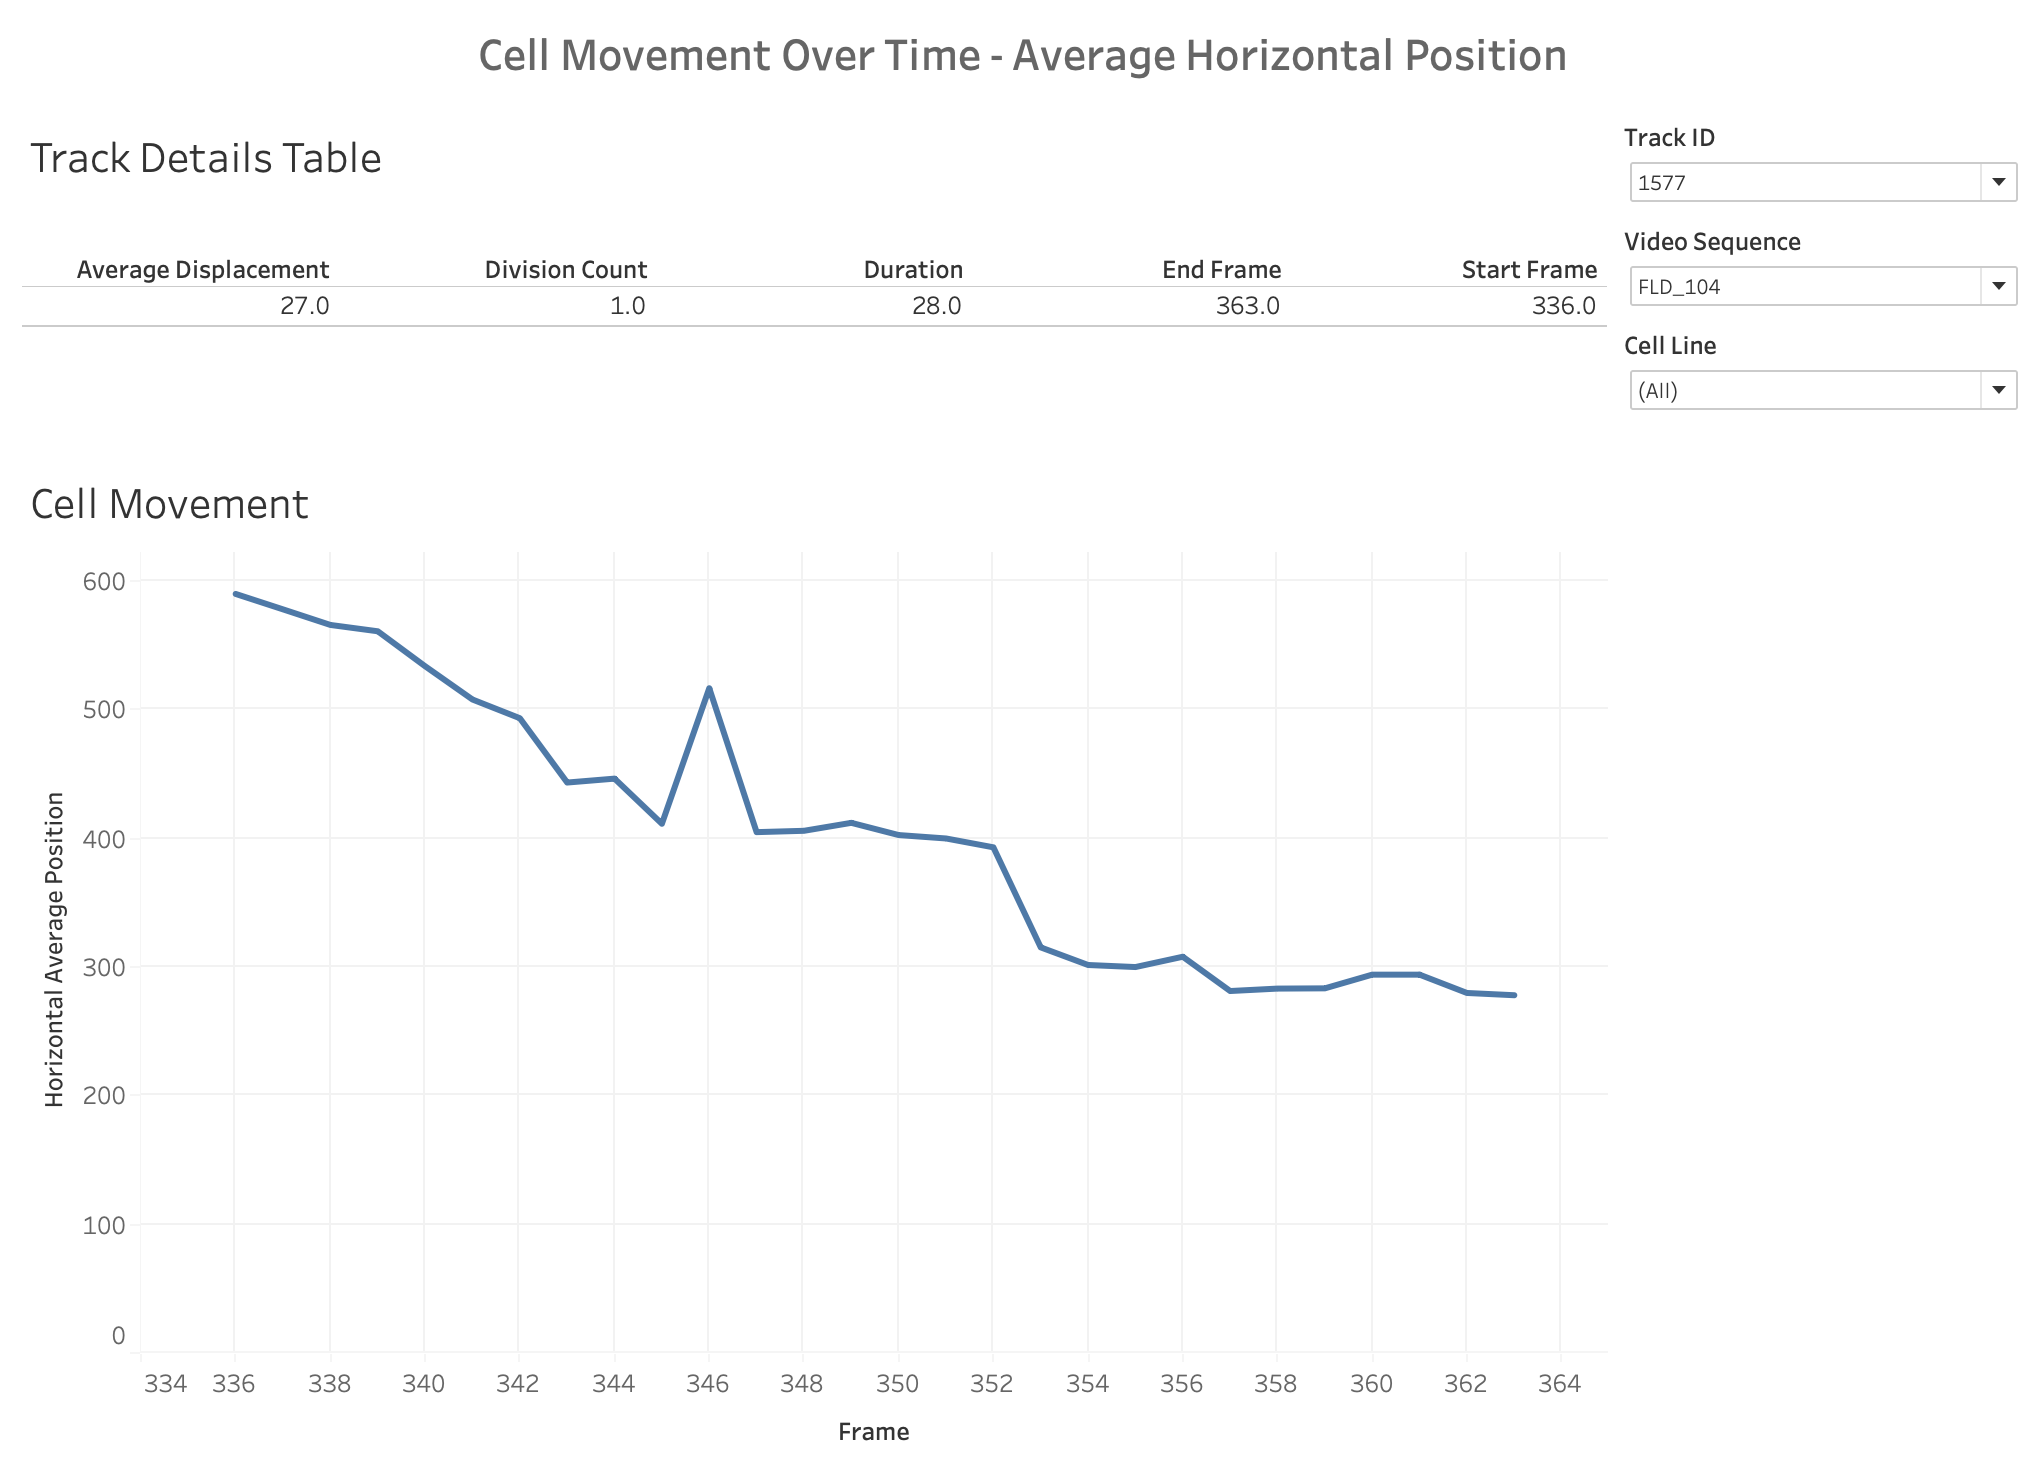 Cell Movement Over Time - Average Horizontal Position
Track Details Table
Average Displacement Division Count Duration End Frame Start Frame
27.0 1.0 28.0 363.0 336.0
Track ID
1577
Video Sequence
FLD_104
Cell Line
(All)
Cell Movement
Horizontal Average Position
600
500
400
300
200
100
0
334 336 338 340 342 344 346 348 350 352 354 356 358 360 362 364
Frame